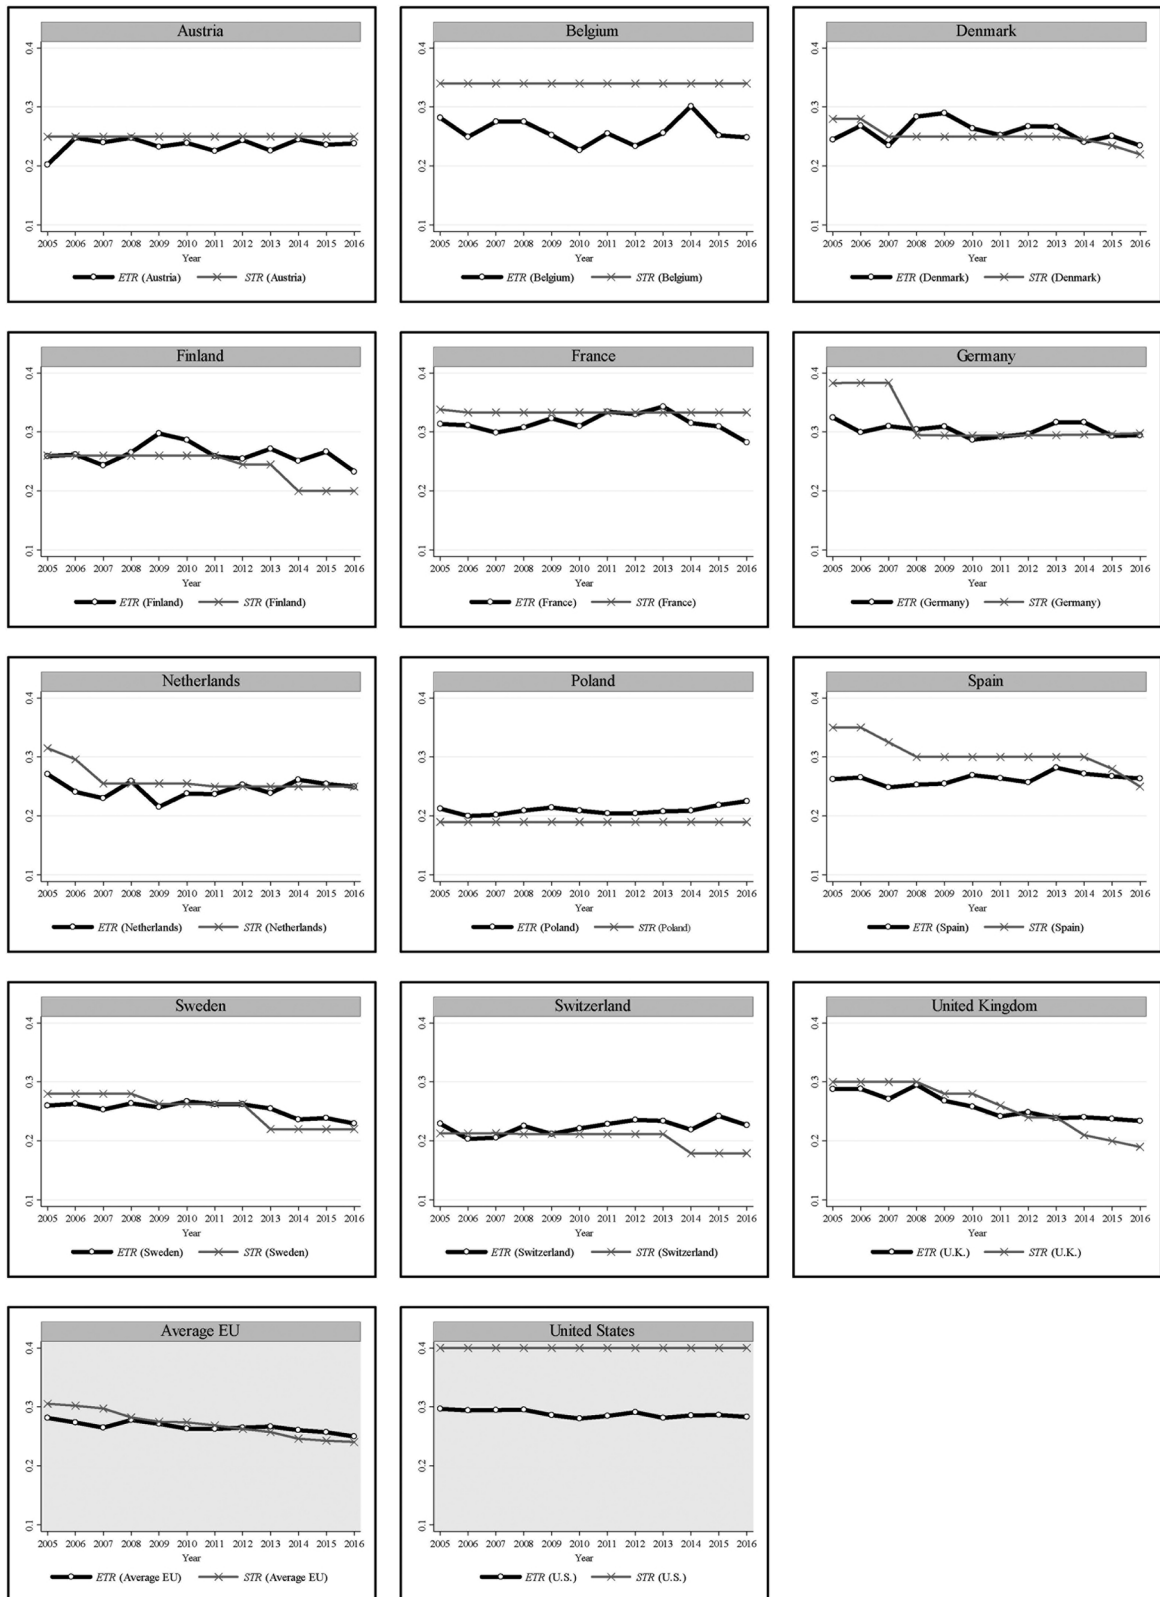 Austria
0.4
0.3
0.2
0.1
2005 2006 2007 2008 2009 2010 2011 2012 2013 2014 2015 2016
Year
ETR (Austria) STR (Austria)
Belgium
0.4
0.3
0.2
0.1
2005 2006 2007 2008 2009 2010 2011 2012 2013 2014 2015 2016
Year
ETR (Belgium) STR (Belgium)
Denmark
0.4
0.3
0.2
0.1
2005 2006 2007 2008 2009 2010 2011 2012 2013 2014 2015 2016
Year
ETR (Denmark) STR (Denmark)
Finland
0.4
0.3
0.2
0.1
2005 2006 2007 2008 2009 2010 2011 2012 2013 2014 2015 2016
Year
ETR (Finland) STR (Finland)
France
0.4
0.3
0.2
0.1
2005 2006 2007 2008 2009 2010 2011 2012 2013 2014 2015 2016
Year
ETR (France) STR (France)
Germany
0.4
0.3
0.2
0.1
2005 2006 2007 2008 2009 2010 2011 2012 2013 2014 2015 2016
Year
ETR (Germany) STR (Germany)
Netherlands
0.4
0.3
0.2
0.1
2005 2006 2007 2008 2009 2010 2011 2012 2013 2014 2015 2016
Year
ETR (Netherlands) STR (Netherlands)
Poland
0.4
0.3
0.2
0.1
2005 2006 2007 2008 2009 2010 2011 2012 2013 2014 2015 2016
Year
ETR (Poland) STR (Poland)
Spain
0.4
0.3
0.2
0.1
2005 2006 2007 2008 2009 2010 2011 2012 2013 2014 2015 2016
Year
ETR (Spain) STR (Spain)
Sweden
0.4
0.3
0.2
0.1
2005 2006 2007 2008 2009 2010 2011 2012 2013 2014 2015 2016
Year
ETR (Sweden) STR (Sweden)
Switzerland
0.4
0.3
0.2
0.1
2005 2006 2007 2008 2009 2010 2011 2012 2013 2014 2015 2016
Year
ETR (Switzerland) STR (Switzerland)
United Kingdom
0.4
0.3
0.2
0.1
2005 2006 2007 2008 2009 2010 2011 2012 2013 2014 2015 2016
Year
ETR (U.K.) STR (U.K.)
Average EU
0.4
0.3
0.2
0.1
2005 2006 2007 2008 2009 2010 2011 2012 2013 2014 2015 2016
Year
ETR (Average EU) STR (Average EU)
United States
0.4
0.3
0.2
0.1
2005 2006 2007 2008 2009 2010 2011 2012 2013 2014 2015 2016
Year
ETR (U.S.) STR (U.S.)